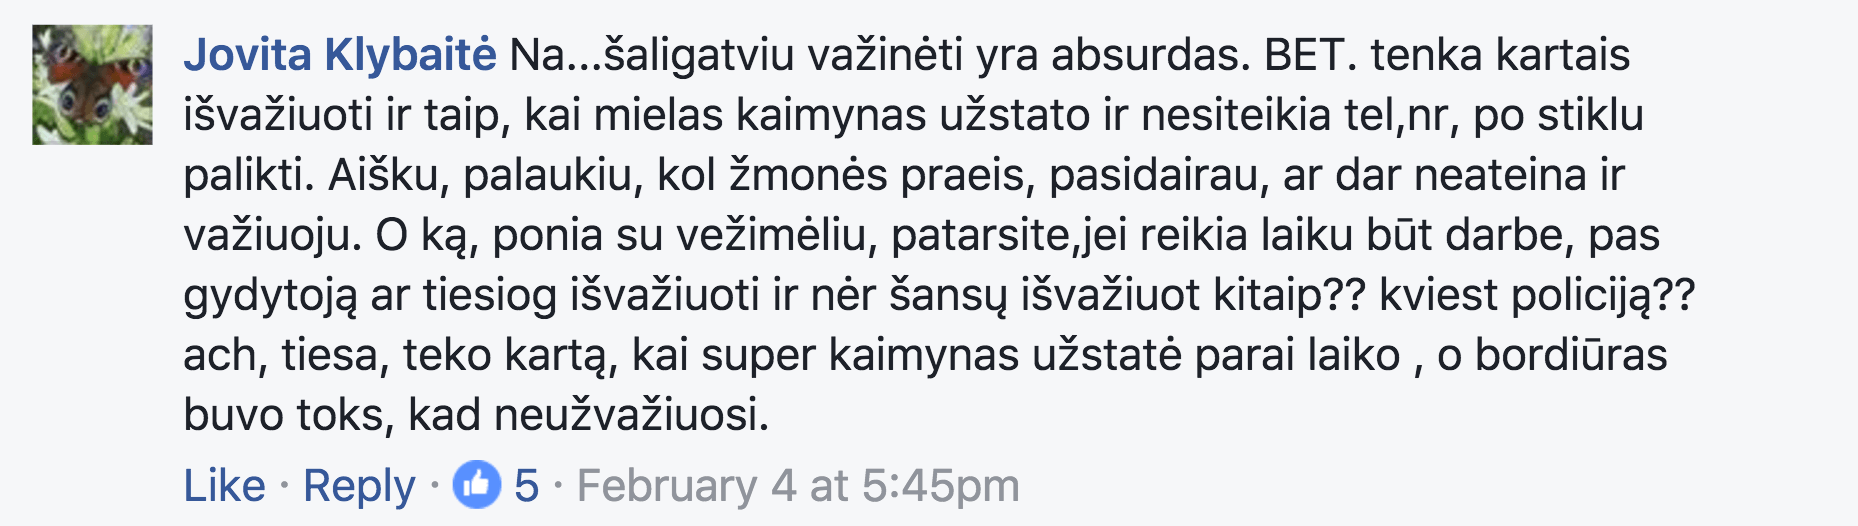 Jovita Klybaitė Na...šaligatviu važinėti yra absurdas. BET. tenka kartais
išvažiuoti ir taip, kai mielas kaimynas užstato ir nesiteikia tel,nr, po stiklu
palikti. Aišku, palaukiu, kol žmonės praeis, pasidairau, ar dar neateina ir
važiuoju. O ką, ponia su vežimėliu, patarsite,jei reikia laiku būt darbe, pas
gydytoją ar tiesiog išvažiuoti ir nėr šansų išvažiuot kitaip?? kviest policiją??
ach, tiesa, teko kartą, kai super kaimynas užstatė parai laiko , o bordiūras
buvo toks, kad neužvažiuosi.
Like · Reply · 5 · February 4 at 5:45pm